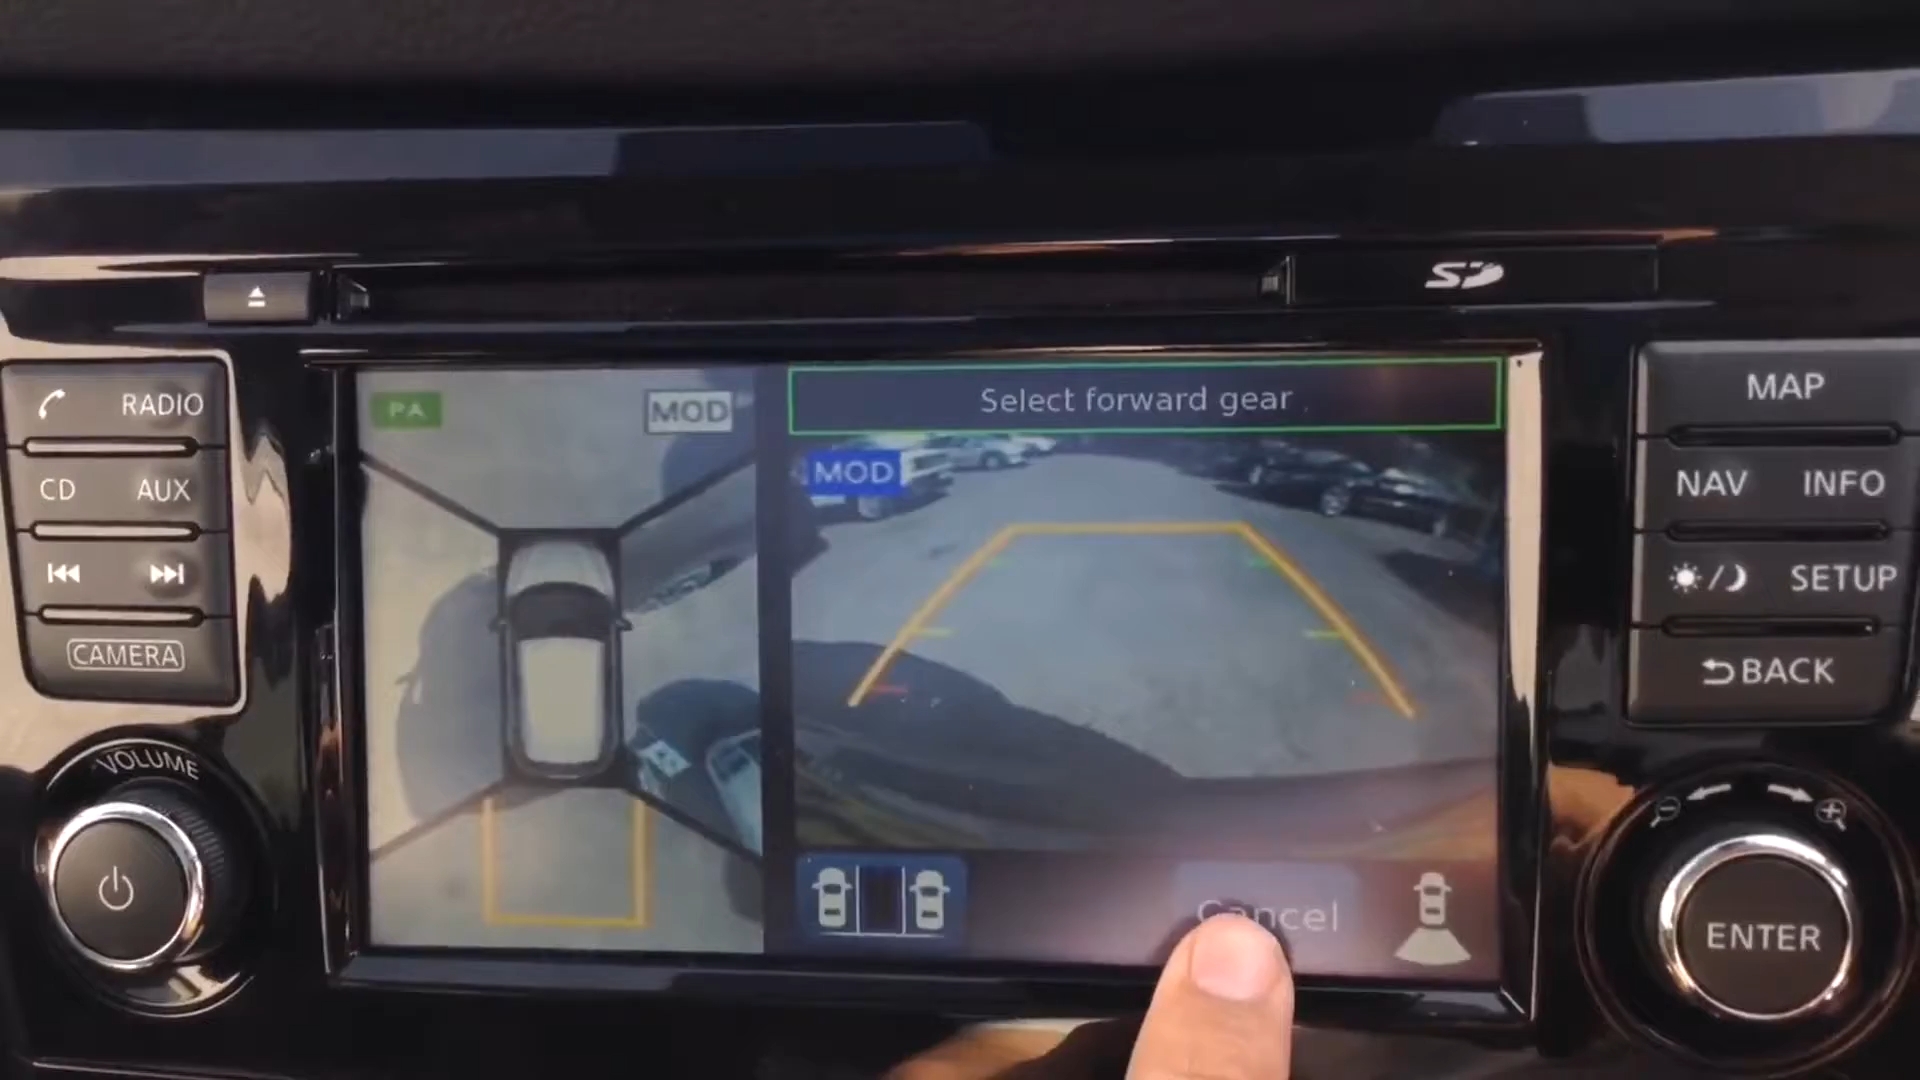 SD
RADIO
CD AUX
CAMERA
VOLUME
PA
MOD
Select forward gear
MOD
Cancel
MAP
NAV INFO
SETUP
BACK
ENTER